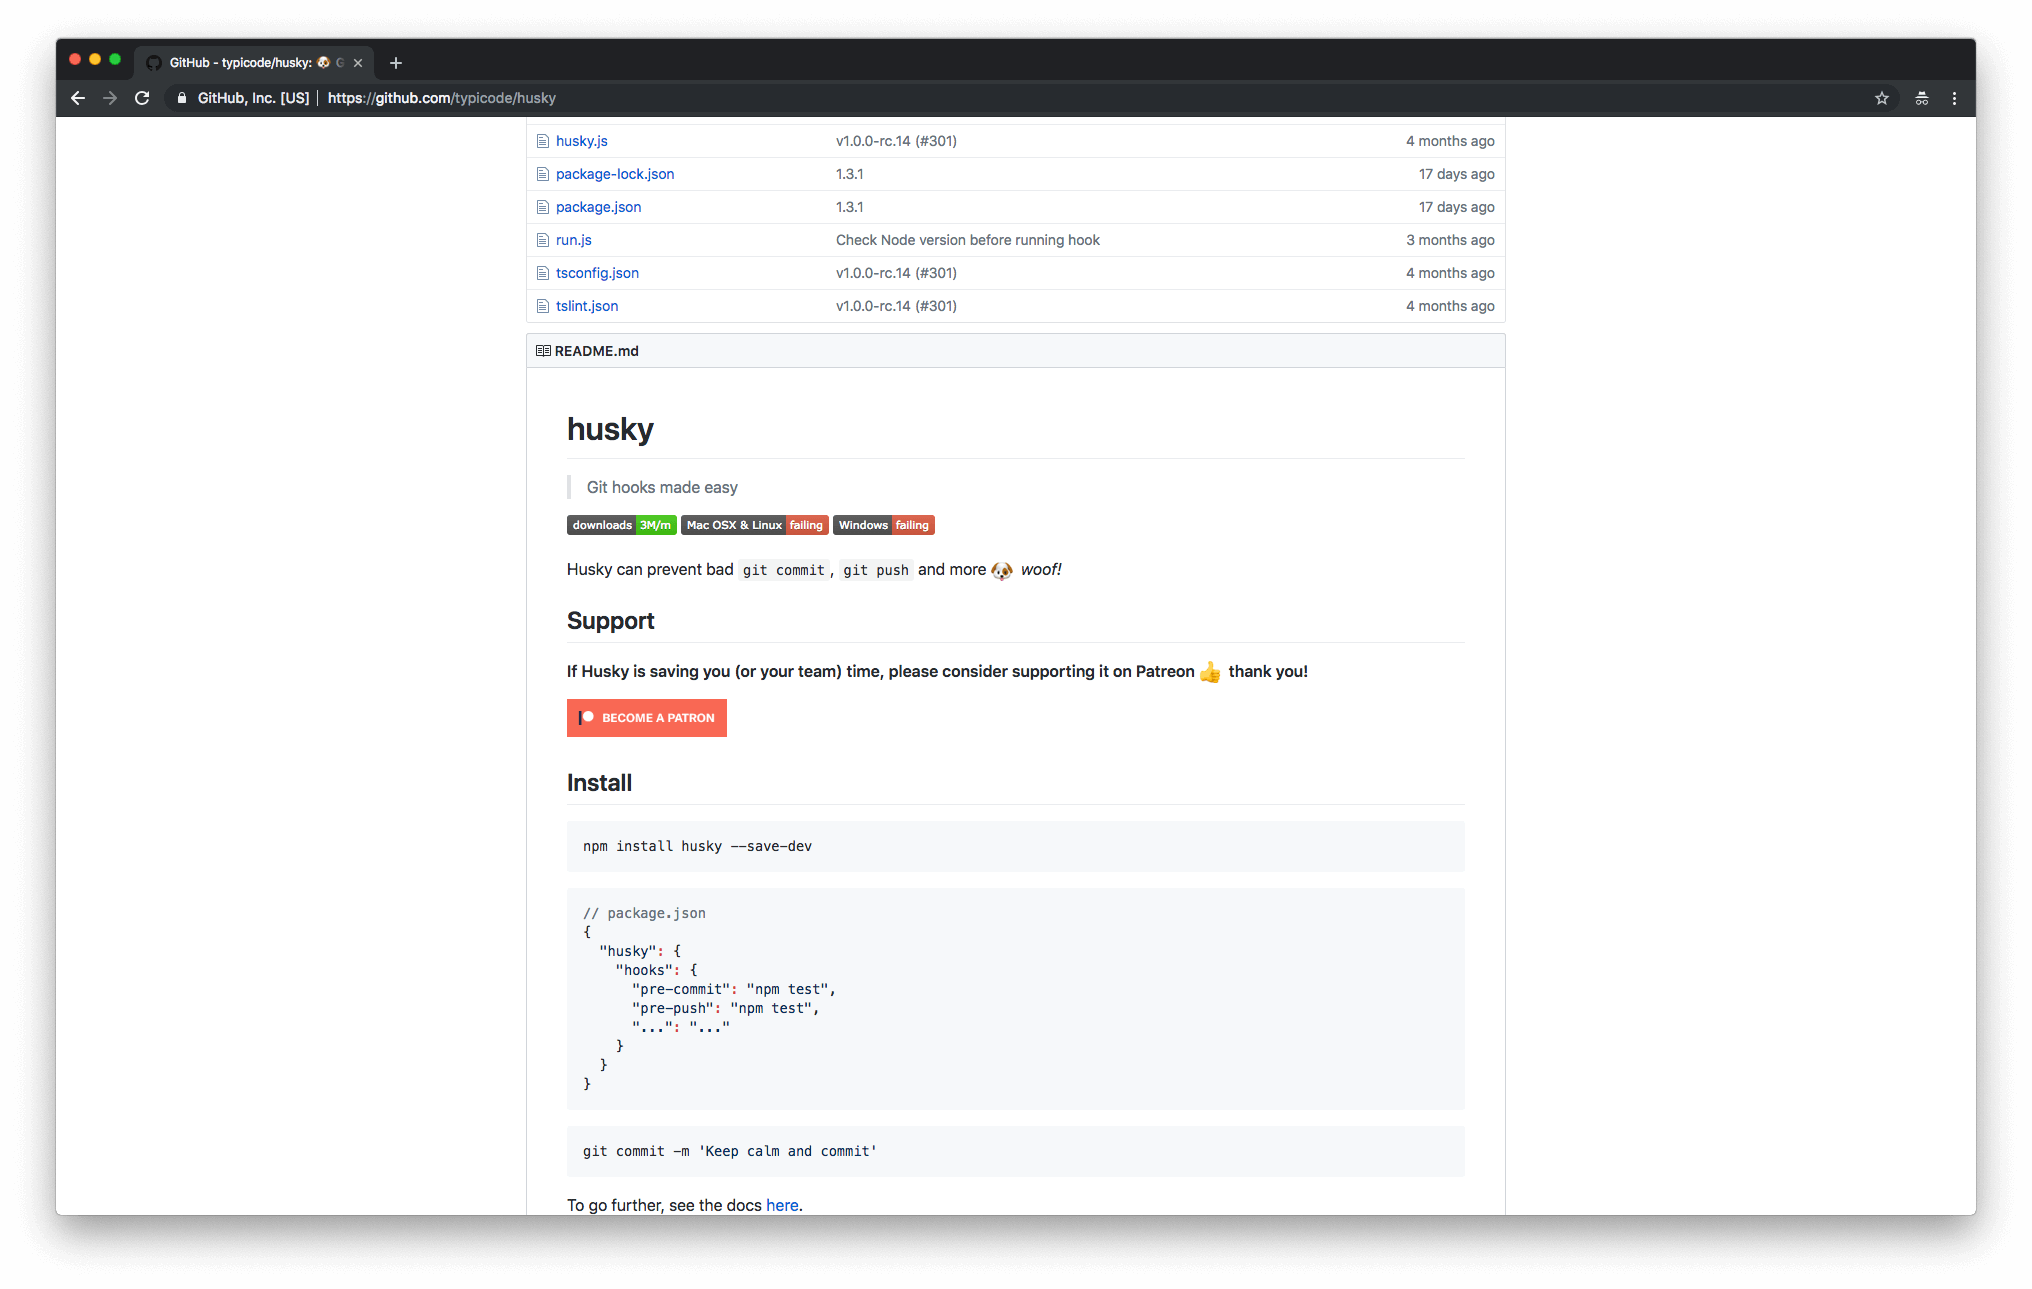 GitHub - typicode/husky: 🐶 G
GitHub, Inc. [US] | https://github.com/typicode/husky
husky.js v1.0.0-rc.14 (#301) 4 months ago
package-lock.json 1.3.1 17 days ago
package.json 1.3.1 17 days ago
run.js Check Node version before running hook 3 months ago
tsconfig.json v1.0.0-rc.14 (#301) 4 months ago
tslint.json v1.0.0-rc.14 (#301) 4 months ago
README.md
husky
Git hooks made easy
downloads 3M/m Mac OSX & Linux failing Windows failing
Husky can prevent bad git commit, git push and more 🐶 woof!
Support
If Husky is saving you (or your team) time, please consider supporting it on Patreon 👍 thank you!
BECOME A PATRON
Install
npm install husky --save-dev
// package.json
{
"husky": {
"hooks": {
"pre-commit": "npm test",
"pre-push": "npm test",
"...": "..."
}
}
}
git commit -m 'Keep calm and commit'
To go further, see the docs here.